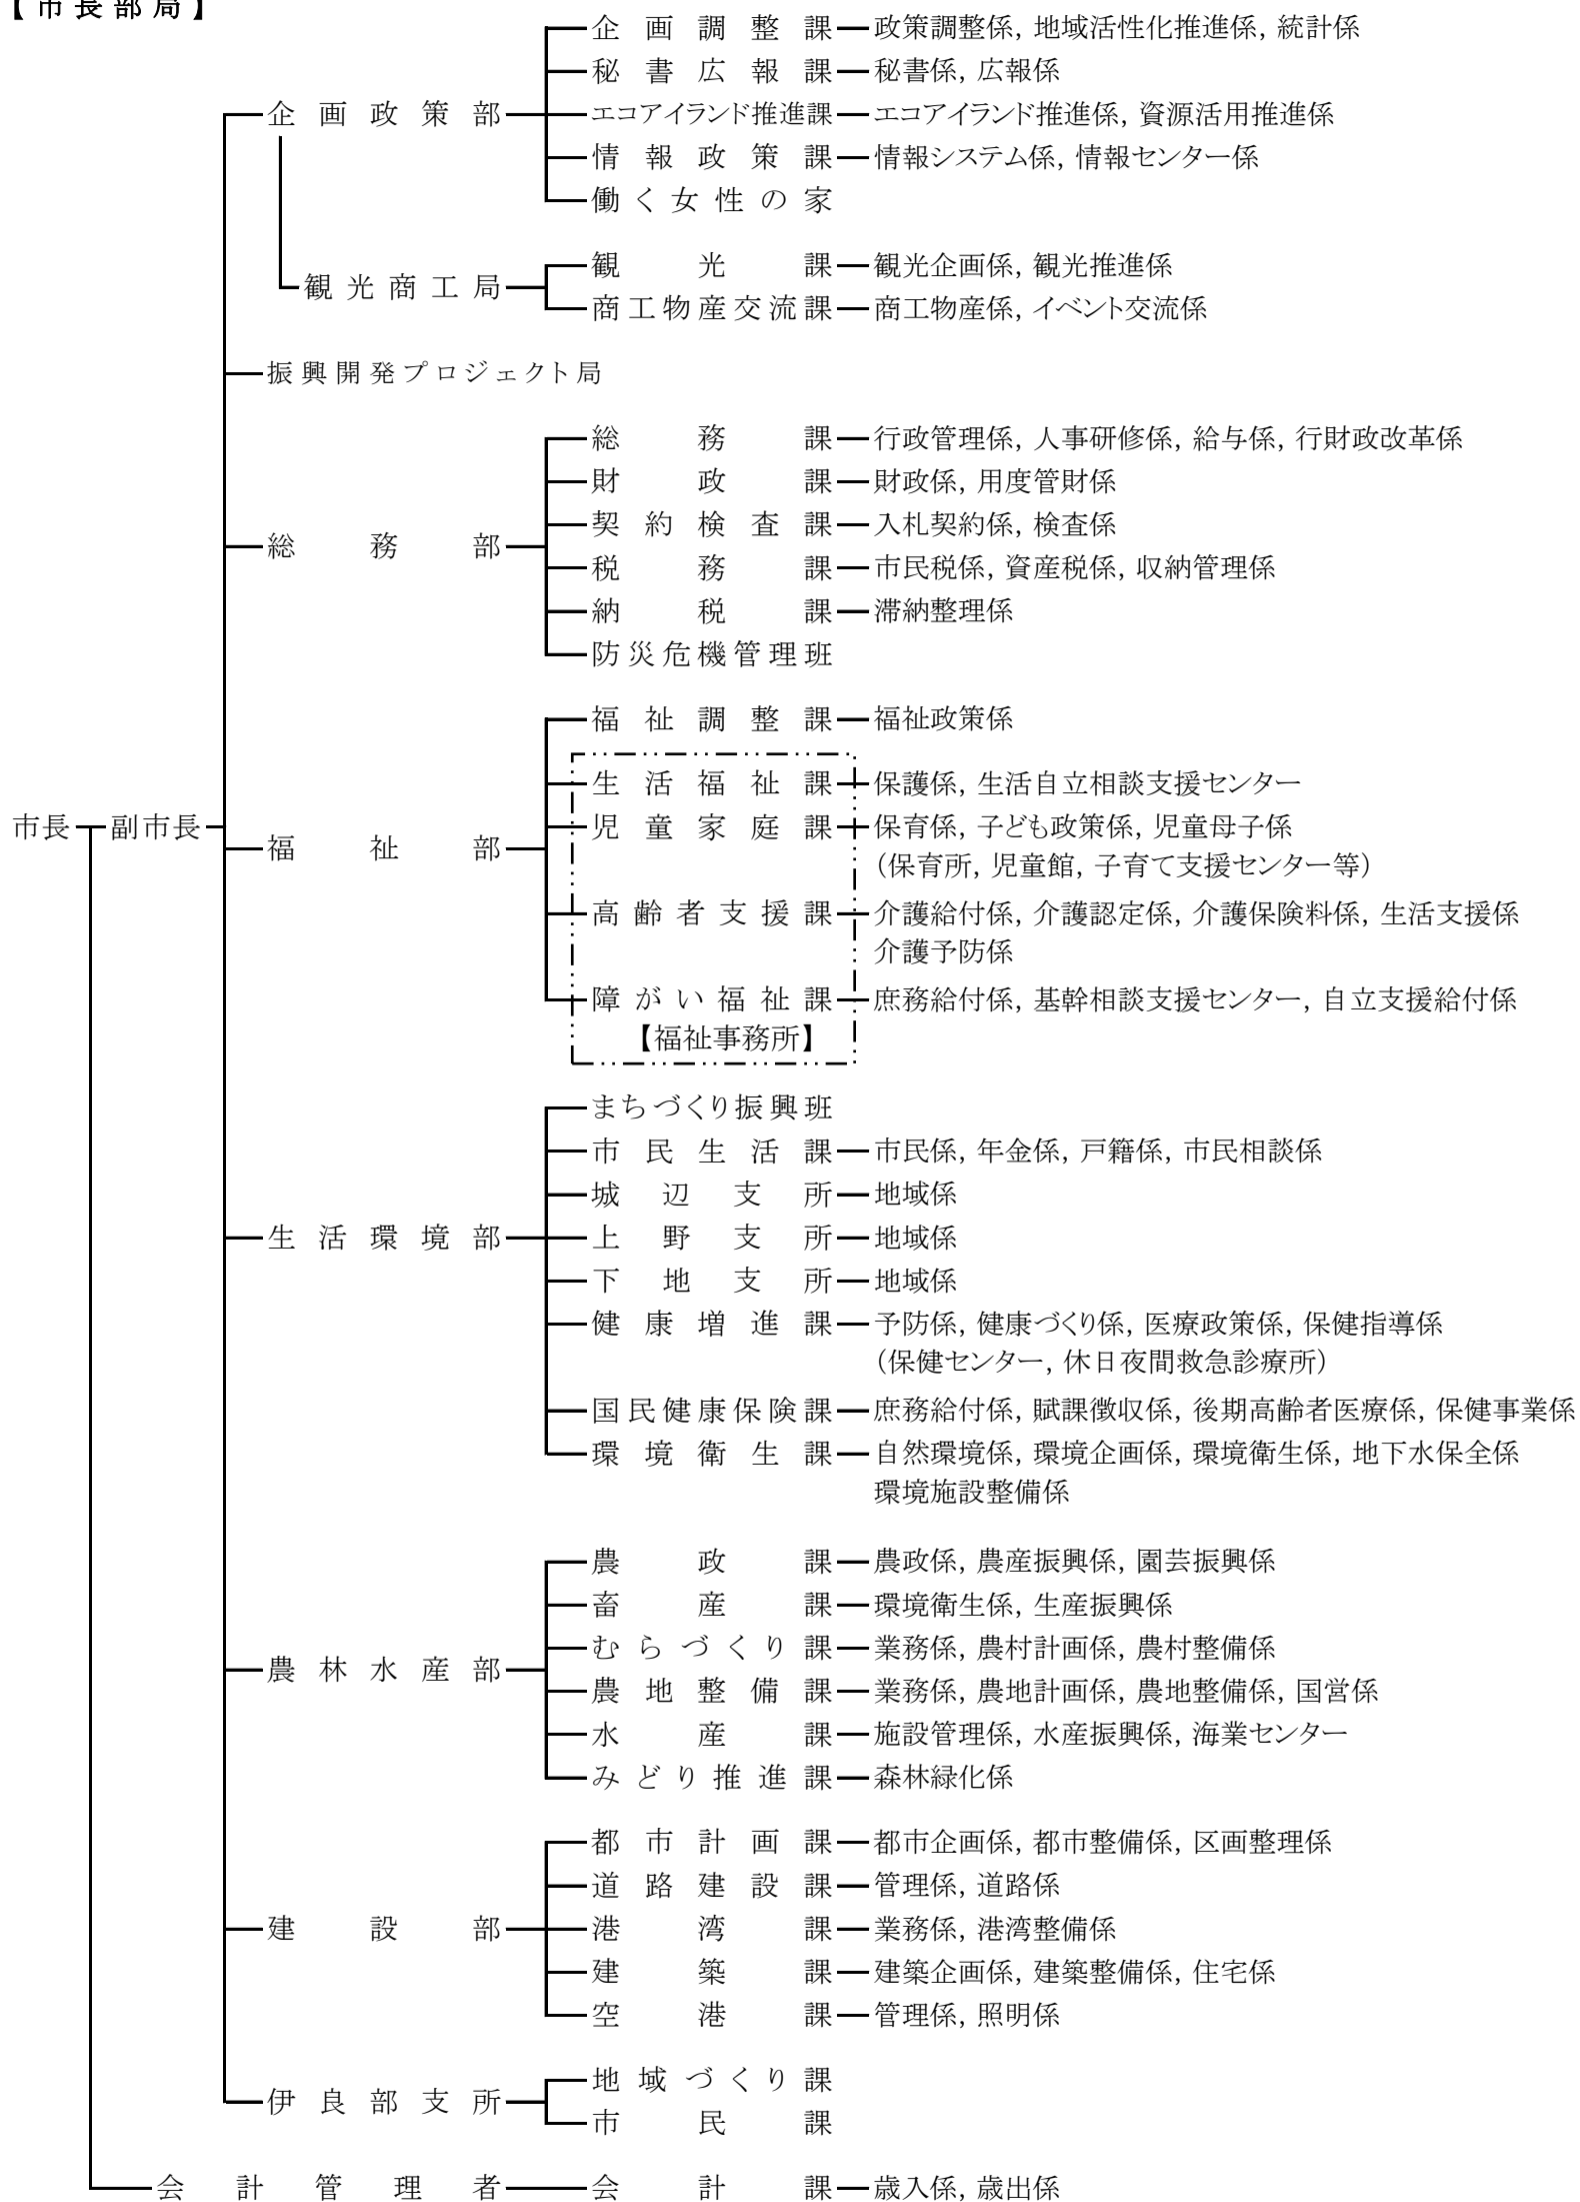 【市長部局】
企画調整課 政策調整係, 地域活性化推進係, 統計係
秘書広報課 秘書係, 広報係
企画政策部 エコアイランド推進課 エコアイランド推進係, 資源活用推進係
情報政策課 情報システム係, 情報センター係
働く女性の家
観光課 観光企画係, 観光推進係
観光商工局
商工物産交流課 商工物産係, イベント交流係
振興開発プロジェクト局
総務課 行政管理係, 人事研修係, 給与係, 行財政改革係
財政課 財政係, 用度管財係
契約検査課 入札契約係, 検査係
総務部
税務課 市民税係, 資産税係, 収納管理係
納税課 滞納整理係
防災危機管理班
福祉調整課 福祉政策係
生活福祉課 保護係, 生活自立相談支援センター
市長 副市長 児童家庭課 保育係, 子ども政策係, 児童母子係
福祉部
（保育所, 児童館, 子育て支援センター等）
高齢者支援課 介護給付係, 介護認定係, 介護保険料係, 生活支援係
介護予防係
障がい福祉課 庶務給付係, 基幹相談支援センター, 自立支援給付係
【福祉事務所】
まちづくり振興班
市民生活課 市民係, 年金係, 戸籍係, 市民相談係
城辺支所 地域係
生活環境部 上野支所 地域係
下地支所 地域係
健康増進課 予防係, 健康づくり係, 医療政策係, 保健指導係
（保健センター, 休日夜間救急診療所）
国民健康保険課 庶務給付係, 賦課徴収係, 後期高齢者医療係, 保健事業係
環境衛生課 自然環境係, 環境企画係, 環境衛生係, 地下水保全係
環境施設整備係
農政課 農政係, 農産振興係, 園芸振興係
畜産課 環境衛生係, 生産振興係
むらづくり課 業務係, 農村計画係, 農村整備係
農林水産部
農地整備課 業務係, 農地計画係, 農地整備係, 国営係
水産課 施設管理係, 水産振興係, 海業センター
みどり推進課 森林緑化係
都市計画課 都市企画係, 都市整備係, 区画整理係
道路建設課 管理係, 道路係
建設部 港湾課 業務係, 港湾整備係
建築課 建築企画係, 建築整備係, 住宅係
空港課 管理係, 照明係
地域づくり課
伊良部支所
市民課
会計管理者 会計課 歳入係, 歳出係